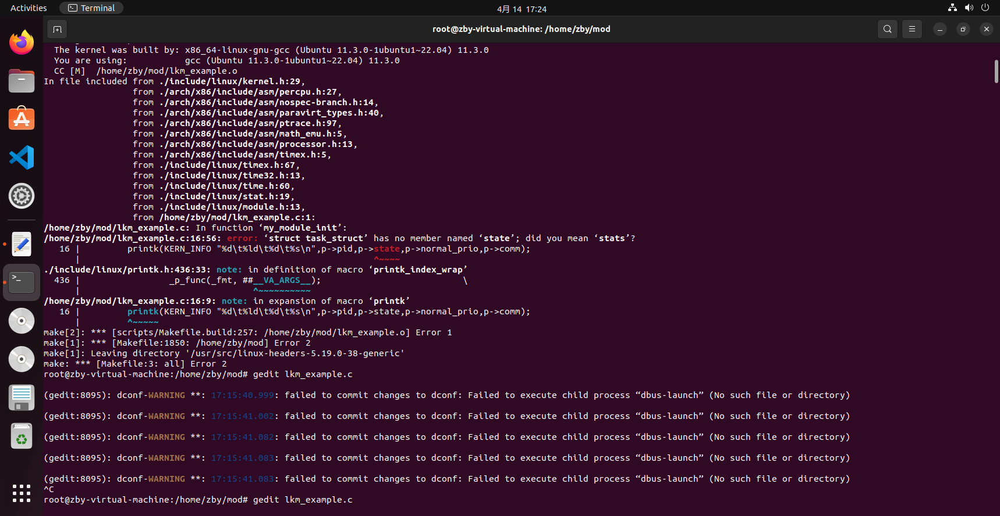 Activities
Terminal
4月 14 17:24
root@zby-virtual-machine: /home/zby/mod
The kernel was built by: x86_64-linux-gnu-gcc (Ubuntu 11.3.0-1ubuntu1~22.04) 11.3.0
You are using:           gcc (Ubuntu 11.3.0-1ubuntu1~22.04) 11.3.0
CC [M]  /home/zby/mod/lkm_example.o
In file included from ./include/linux/kernel.h:29,
from ./arch/x86/include/asm/percpu.h:27,
from ./arch/x86/include/asm/nospec-branch.h:14,
from ./arch/x86/include/asm/paravirt_types.h:40,
from ./arch/x86/include/asm/ptrace.h:97,
from ./arch/x86/include/asm/math_emu.h:5,
from ./arch/x86/include/asm/processor.h:13,
from ./arch/x86/include/asm/timex.h:5,
from ./include/linux/timex.h:67,
from ./include/linux/time32.h:13,
from ./include/linux/time.h:60,
from ./include/linux/stat.h:19,
from ./include/linux/module.h:13,
from /home/zby/mod/lkm_example.c:1:
/home/zby/mod/lkm_example.c: In function ‘my_module_init’:
/home/zby/mod/lkm_example.c:16:56: error: ‘struct task_struct’ has no member named ‘state’; did you mean ‘stats’?
16 |         printk(KERN_INFO "%d\t%ld\t%d\t%s\n",p->pid,p->state,p->normal_prio,p->comm);
|                                                        ^~~~~
./include/linux/printk.h:436:33: note: in definition of macro ‘printk_index_wrap’
436 |                 _p_func(_fmt, ##__VA_ARGS__);                           \
|                                 ^~~~~~~~~~~
/home/zby/mod/lkm_example.c:16:9: note: in expansion of macro ‘printk’
16 |         printk(KERN_INFO "%d\t%ld\t%d\t%s\n",p->pid,p->state,p->normal_prio,p->comm);
|         ^~~~~~
make[2]: *** [scripts/Makefile.build:257: /home/zby/mod/lkm_example.o] Error 1
make[1]: *** [Makefile:1850: /home/zby/mod] Error 2
make[1]: Leaving directory '/usr/src/linux-headers-5.19.0-38-generic'
make: *** [Makefile:3: all] Error 2
root@zby-virtual-machine:/home/zby/mod# gedit lkm_example.c
(gedit:8095): dconf-WARNING **: 17:15:40.999: failed to commit changes to dconf: Failed to execute child process “dbus-launch” (No such file or directory)
(gedit:8095): dconf-WARNING **: 17:15:41.002: failed to commit changes to dconf: Failed to execute child process “dbus-launch” (No such file or directory)
(gedit:8095): dconf-WARNING **: 17:15:41.082: failed to commit changes to dconf: Failed to execute child process “dbus-launch” (No such file or directory)
(gedit:8095): dconf-WARNING **: 17:15:41.083: failed to commit changes to dconf: Failed to execute child process “dbus-launch” (No such file or directory)
(gedit:8095): dconf-WARNING **: 17:15:41.083: failed to commit changes to dconf: Failed to execute child process “dbus-launch” (No such file or directory)
^C
root@zby-virtual-machine:/home/zby/mod# gedit lkm_example.c